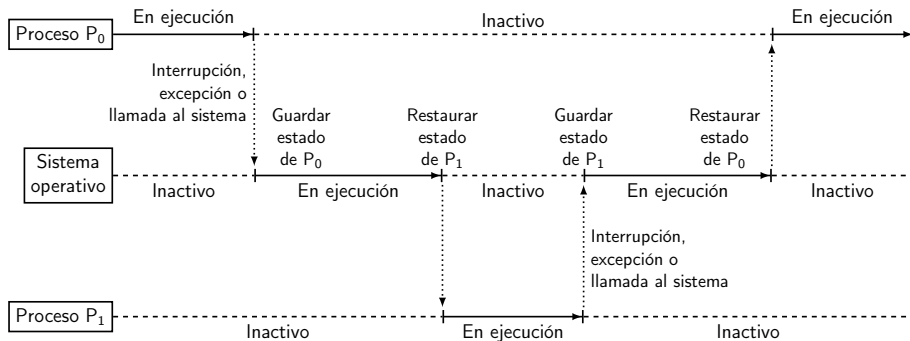 En ejecución
Inactivo
En ejecución
Proceso P₀
Interrupción,
excepción o
llamada al sistema
Guardar
estado
de P₀
Restaurar
estado
de P₁
Guardar
estado
de P₁
Restaurar
estado
de P₀
Sistema
operativo
Inactivo
En ejecución
Inactivo
En ejecución
Inactivo
Interrupción,
excepción o
llamada al sistema
Proceso P₁
Inactivo
En ejecución
Inactivo